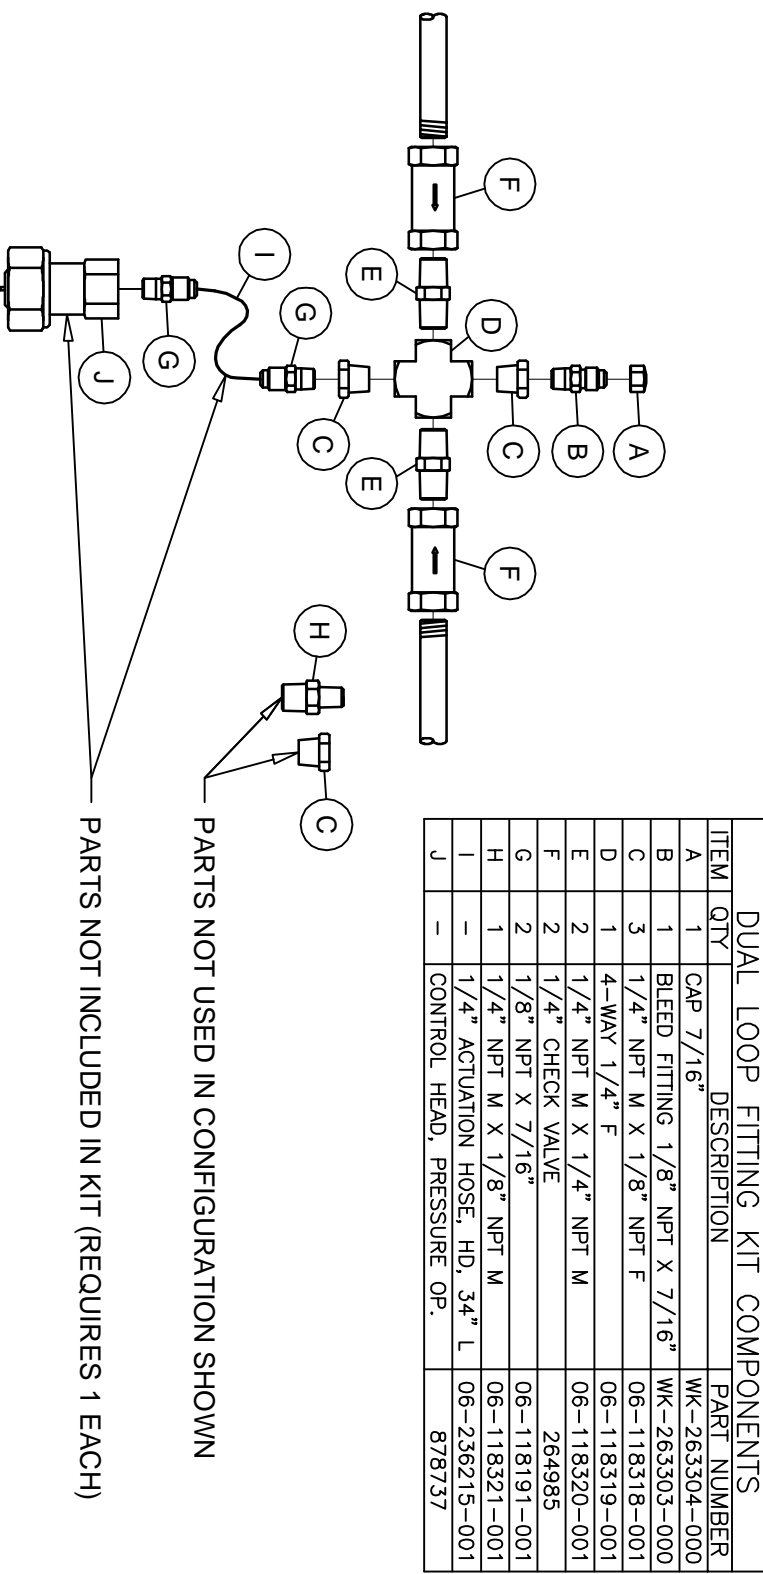 DUAL LOOP FITTING KIT COMPONENTS
ITEM QTY DESCRIPTION PART NUMBER
A 1 CAP 7/16" WK-263304-000
B 1 BLEED FITTING 1/8" NPT X 7/16" WK-263303-000
C 3 1/4" NPT M X 1/8" NPT F 06-118318-001
D 1 4-WAY 1/4" F 06-118319-001
E 2 1/4" NPT M X 1/4" NPT M 06-118320-001
F 2 1/4" CHECK VALVE 264985
G 2 1/8" NPT X 7/16" 06-118191-001
H 1 1/4" NPT M X 1/8" NPT M 06-118321-001
I - 1/4" ACTUATION HOSE, HD, 34" L 06-236215-001
J - CONTROL HEAD, PRESSURE OP. 878737
A
B
C
D
F
F
E
E
C
G
I
G
J
H
C
PARTS NOT USED IN CONFIGURATION SHOWN
PARTS NOT INCLUDED IN KIT (REQUIRES 1 EACH)